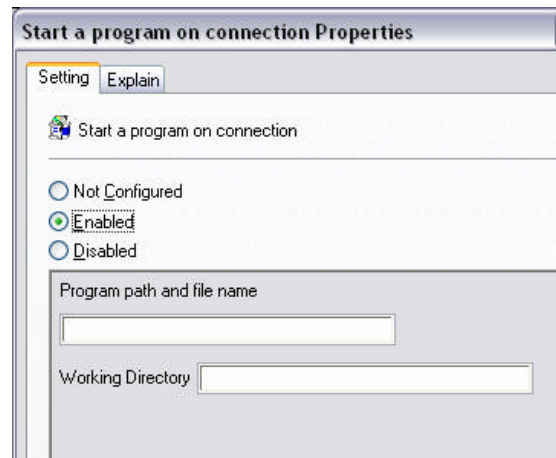 Start a program on connection Properties
Setting Explain
Start a program on connection
Not Configured
Enabled
Disabled
Program path and file name
Working Directory